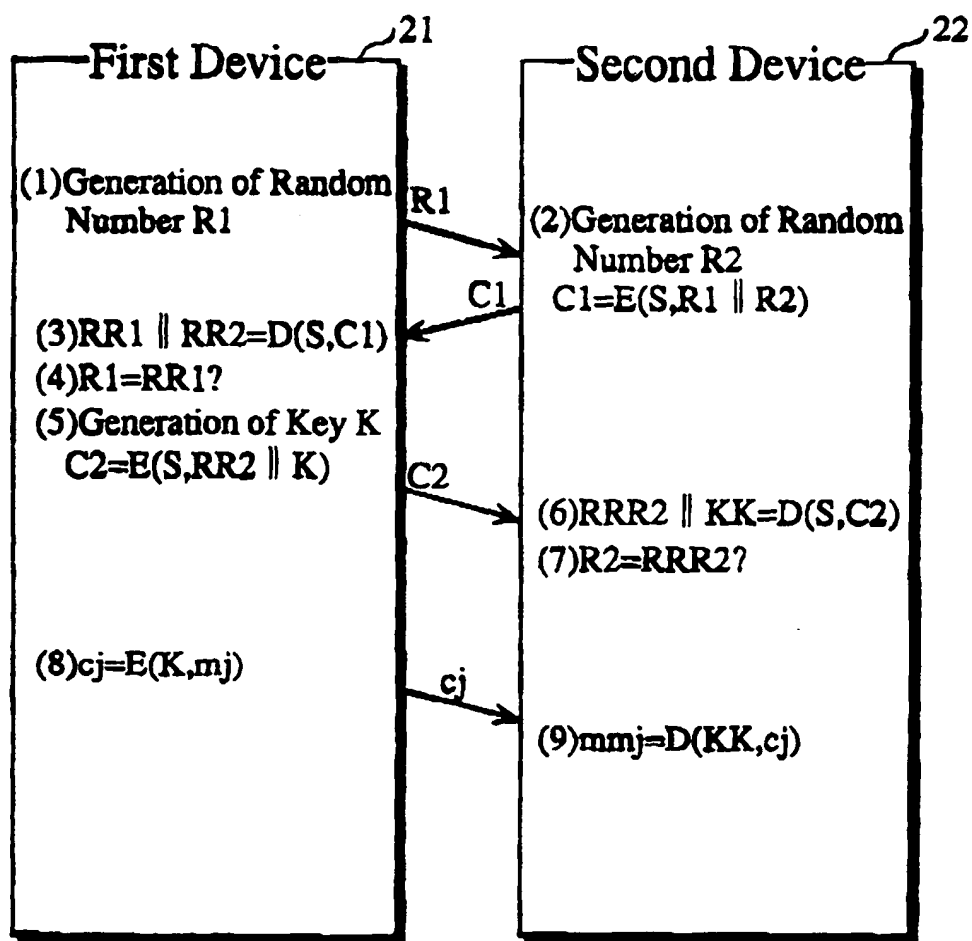 21
22
First Device
Second Device
(1)Generation of Random
Number R1
R1
(2)Generation of Random
Number R2
C1=E(S,R1 ∥ R2)
C1
(3)RR1 ∥ RR2=D(S,C1)
(4)R1=RR1?
(5)Generation of Key K
C2=E(S,RR2 ∥ K)
C2
(6)RRR2 ∥ KK=D(S,C2)
(7)R2=RRR2?
(8)cj=E(K,mj)
cj
(9)mmj=D(KK,cj)